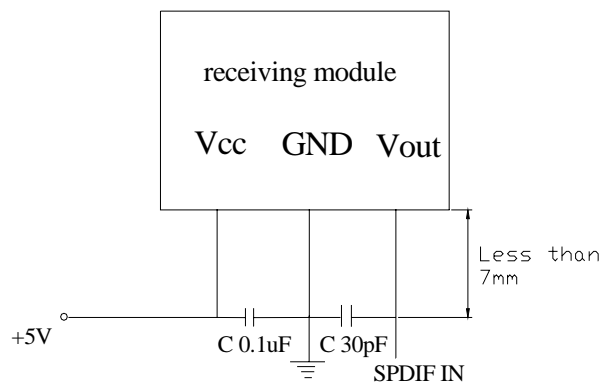 receiving module
Vcc GND Vout
Less than
7mm
+5V
C 0.1uF C 30pF
SPDIF IN